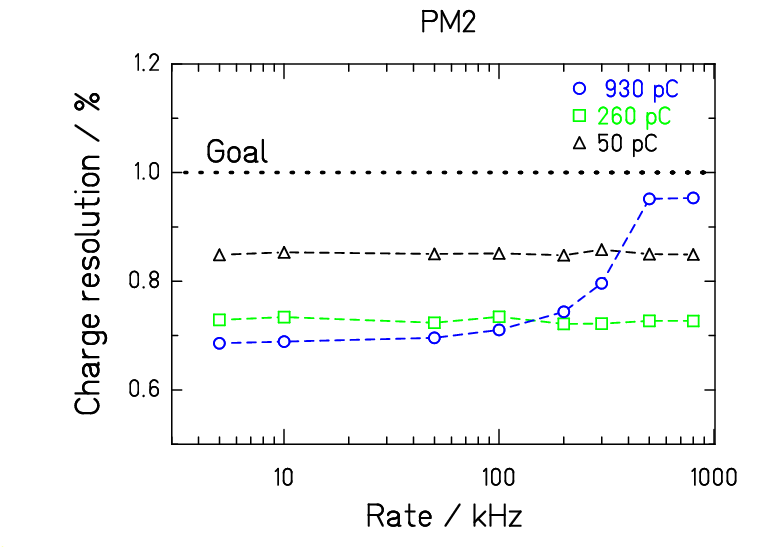 PM2
1.2
930 pC
260 pC
50 pC
Goal
1.0
0.8
0.6
Charge resolution / %
10
100
1000
Rate / kHz